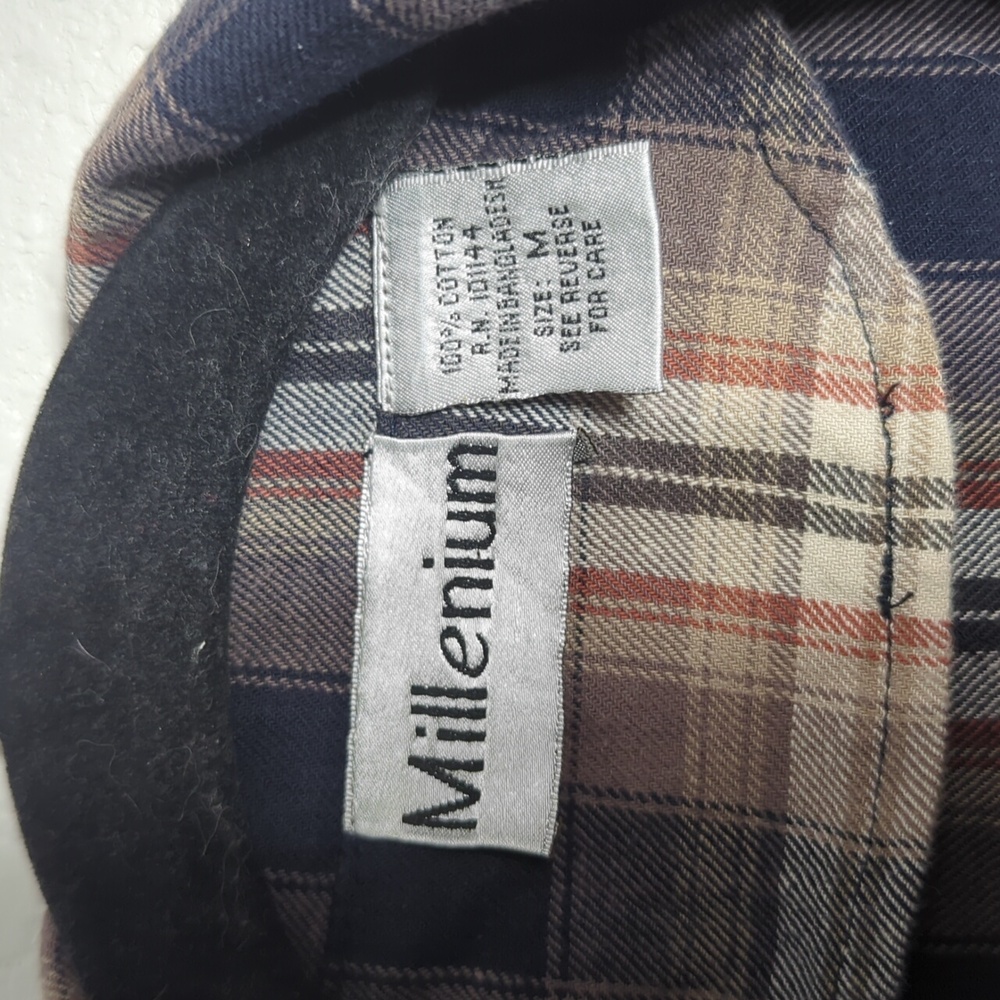 100% COTTON
R.N. 101144
MADE IN BANGLADESH
SIZE: M
SEE REVERSE
FOR CARE
Millenium